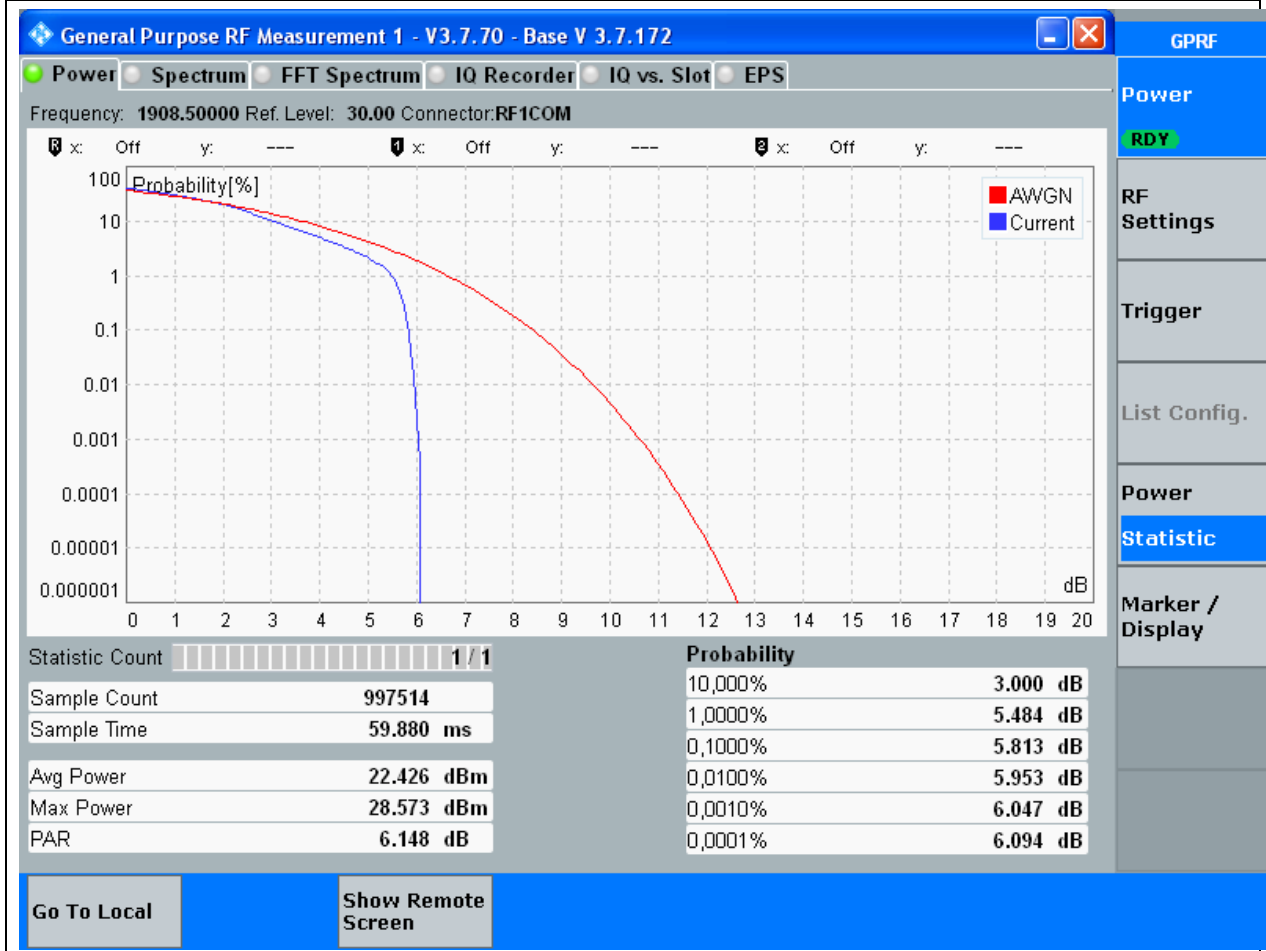 General Purpose RF Measurement 1 - V3.7.70 - Base V 3.7.172
GPRF
Power Spectrum FFT Spectrum IQ Recorder IQ vs. Slot EPS
Frequency: 1908.50000 Ref. Level: 30.00 Connector:RF1COM
R x: Off y: --- 1 x: Off y: --- 2 x: Off y: ---
Probability[%]
AWGN
Current
100
10
1
0.1
0.01
0.001
0.0001
0.00001
0.000001
dB
0 1 2 3 4 5 6 7 8 9 10 11 12 13 14 15 16 17 18 19 20
Statistic Count 1 / 1
Sample Count 997514
Sample Time 59.880 ms
Avg Power 22.426 dBm
Max Power 28.573 dBm
PAR 6.148 dB
Probability
10,000% 3.000 dB
1,0000% 5.484 dB
0,1000% 5.813 dB
0,0100% 5.953 dB
0,0010% 6.047 dB
0,0001% 6.094 dB
Power
RDY
RF
Settings
Trigger
List Config.
Power
Statistic
Marker /
Display
Go To Local
Show Remote
Screen